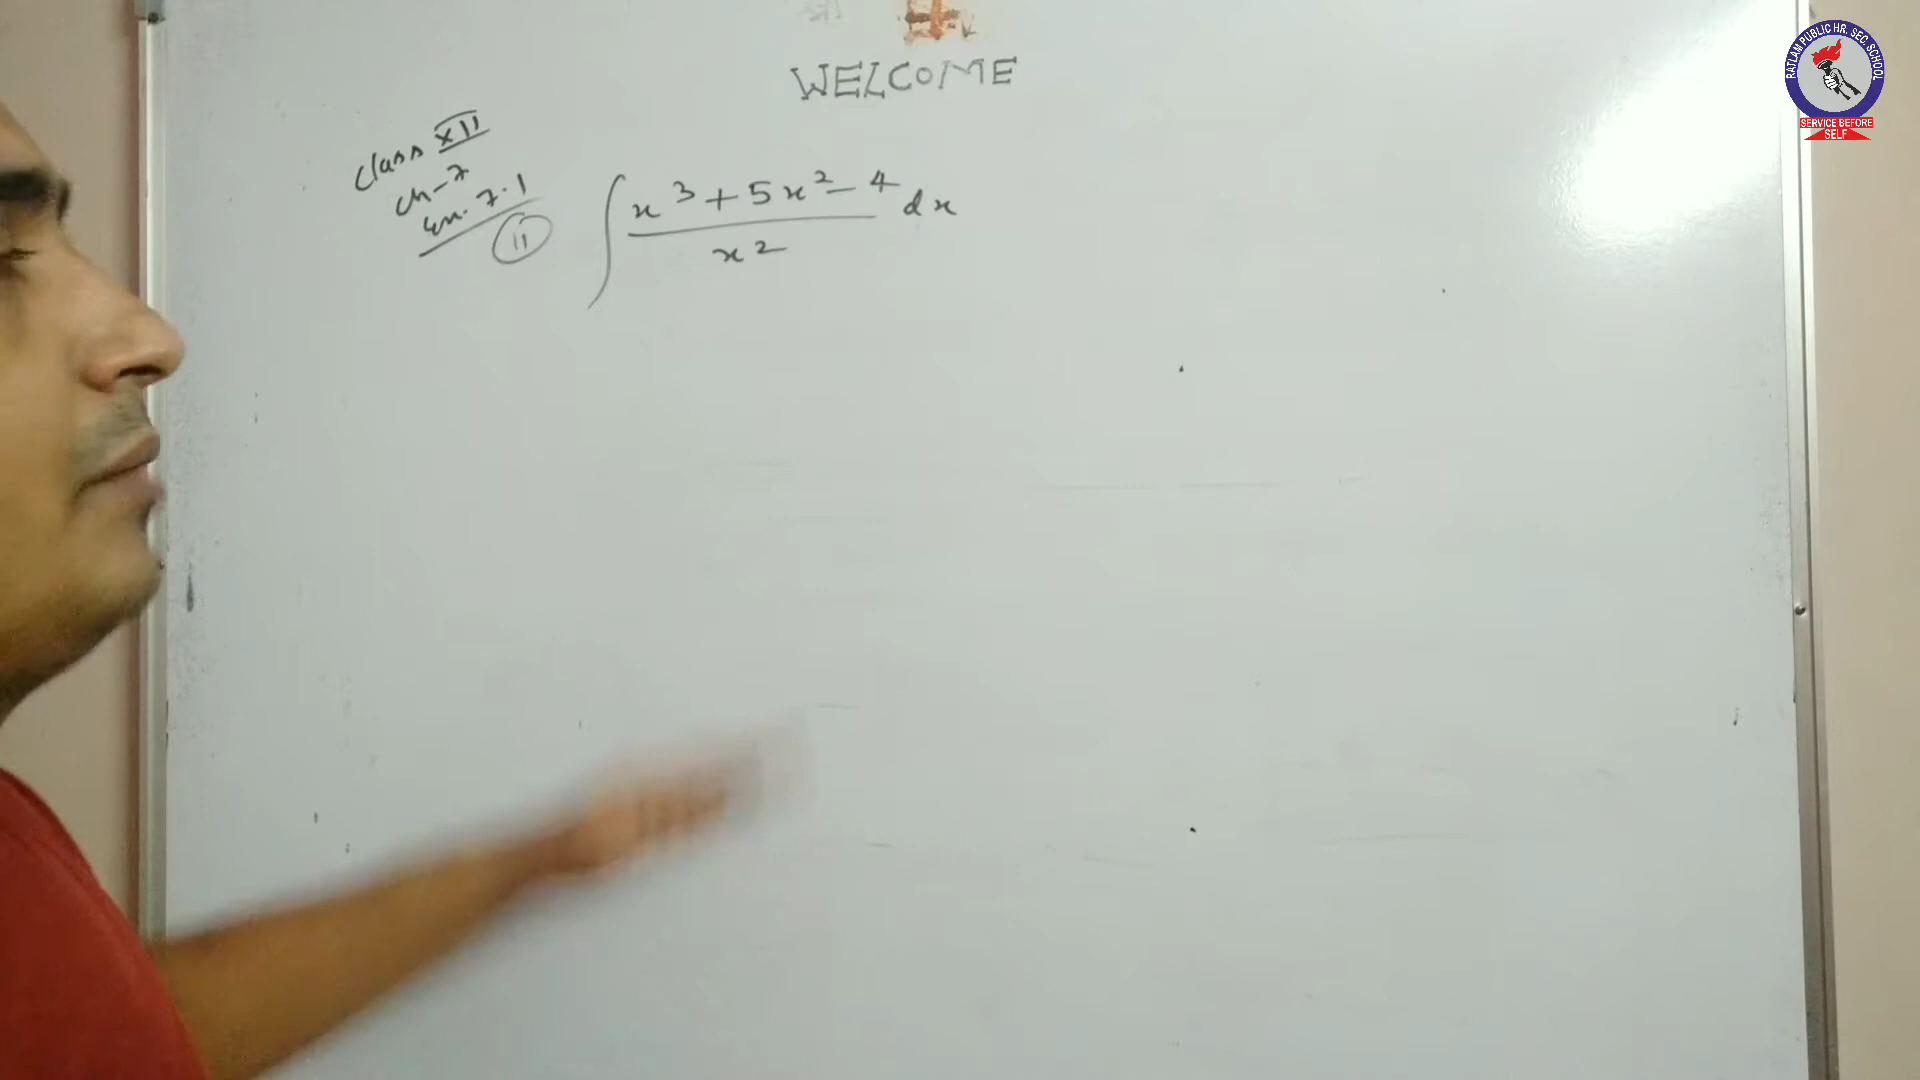 WELCOME
Class XII
Ch-7
Ex. 7.1
11
∫ x³ + 5x² - 4 dx
x²
RATLAM PUBLIC HR. SEC. SCHOOL
SERVICE BEFORE
SELF